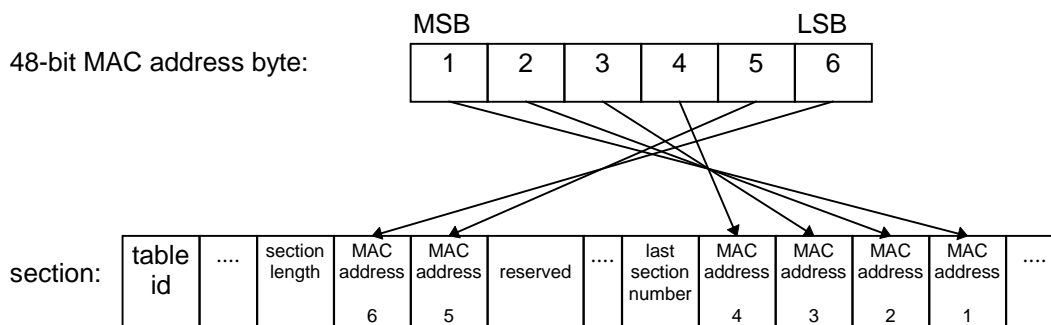 MSB LSB
48-bit MAC address byte: 1 2 3 4 5 6
section: table id .... section length MAC address 6 MAC address 5 reserved .... last section number MAC address 4 MAC address 3 MAC address 2 MAC address 1 ....